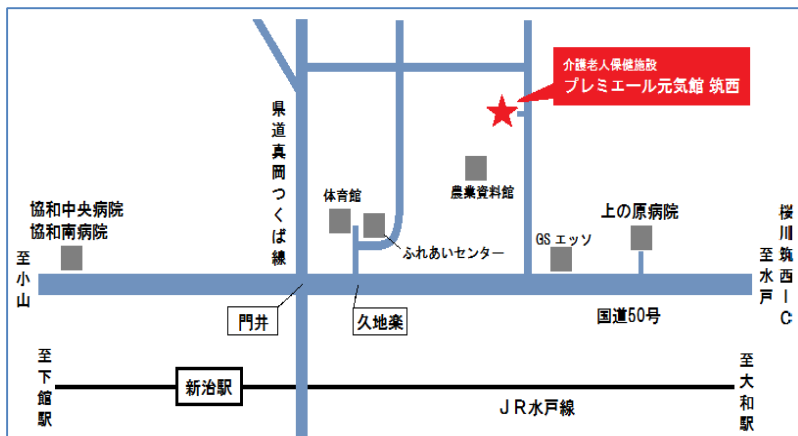 介護老人保健施設
プレミエール元気館 筑西
県道真岡つくば線
体育館
農業資料館
ふれあいセンター
協和中央病院
協和南病院
上の原病院
GSエッソ
至小山
桜川筑西IC
至水戸
門井
久地楽
国道50号
至下館駅
新治駅
JR水戸線
至大和駅